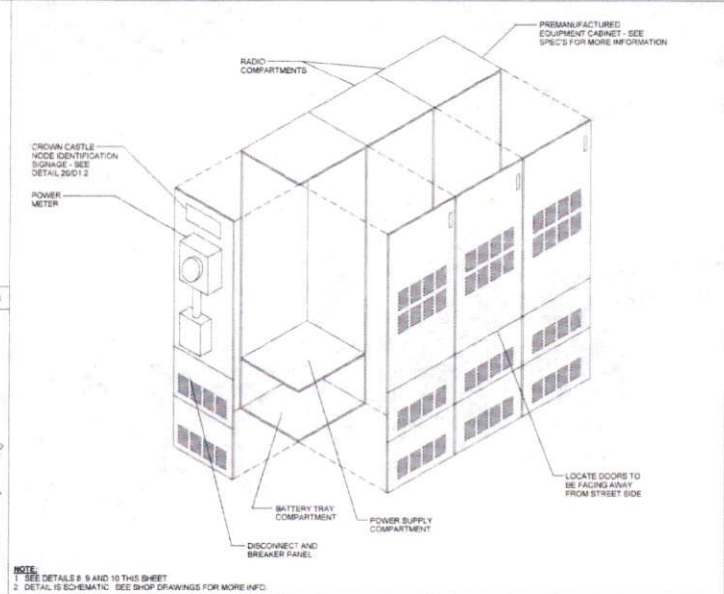 PREMANUFACTURED
EQUIPMENT CABINET - SEE
SPEC'S FOR MORE INFORMATION
RADIO
COMPARTMENTS
CROWN CASTLE
NODE IDENTIFICATION
SIGNAGE - SEE
DETAIL 26/D1.2
POWER
METER
LOCATE DOORS TO
BE FACING AWAY
FROM STREET SIDE
BATTERY TRAY
COMPARTMENT
POWER SUPPLY
COMPARTMENT
DISCONNECT AND
BREAKER PANEL
NOTE:
1 SEE DETAILS 8, 9 AND 10 THIS SHEET
2 DETAIL IS SCHEMATIC SEE SHOP DRAWINGS FOR MORE INFO.